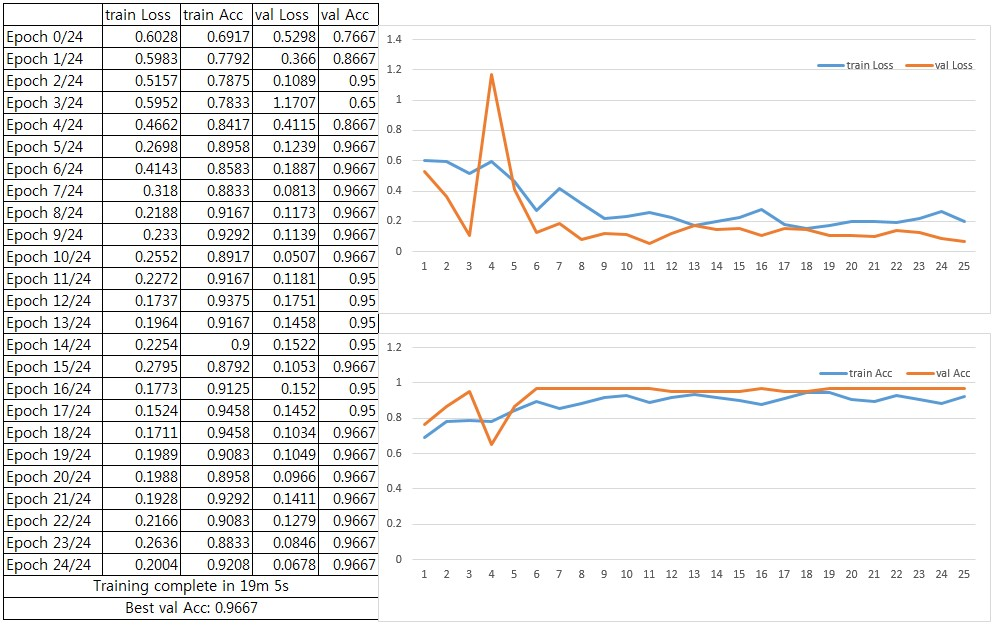 train Loss train Acc val Loss val Acc
Epoch 0/24 0.6028 0.6917 0.5298 0.7667
Epoch 1/24 0.5983 0.7792 0.366 0.8667
Epoch 2/24 0.5157 0.7875 0.1089 0.95
Epoch 3/24 0.5952 0.7833 1.1707 0.65
Epoch 4/24 0.4662 0.8417 0.4115 0.8667
Epoch 5/24 0.2698 0.8958 0.1239 0.9667
Epoch 6/24 0.4143 0.8583 0.1887 0.9667
Epoch 7/24 0.318 0.8833 0.0813 0.9667
Epoch 8/24 0.2188 0.9167 0.1173 0.9667
Epoch 9/24 0.233 0.9292 0.1139 0.9667
Epoch 10/24 0.2552 0.8917 0.0507 0.9667
Epoch 11/24 0.2272 0.9167 0.1181 0.95
Epoch 12/24 0.1737 0.9375 0.1751 0.95
Epoch 13/24 0.1964 0.9167 0.1458 0.95
Epoch 14/24 0.2254 0.9 0.1522 0.95
Epoch 15/24 0.2795 0.8792 0.1053 0.9667
Epoch 16/24 0.1773 0.9125 0.152 0.95
Epoch 17/24 0.1524 0.9458 0.1452 0.95
Epoch 18/24 0.1711 0.9458 0.1034 0.9667
Epoch 19/24 0.1989 0.9083 0.1049 0.9667
Epoch 20/24 0.1988 0.8958 0.0966 0.9667
Epoch 21/24 0.1928 0.9292 0.1411 0.9667
Epoch 22/24 0.2166 0.9083 0.1279 0.9667
Epoch 23/24 0.2636 0.8833 0.0846 0.9667
Epoch 24/24 0.2004 0.9208 0.0678 0.9667
Training complete in 19m 5s
Best val Acc: 0.9667
1.4
1.2
1
0.8
0.6
0.4
0.2
0
train Loss val Loss
1 2 3 4 5 6 7 8 9 10 11 12 13 14 15 16 17 18 19 20 21 22 23 24 25
1.2
1
0.8
0.6
0.4
0.2
0
train Acc val Acc
1 2 3 4 5 6 7 8 9 10 11 12 13 14 15 16 17 18 19 20 21 22 23 24 25